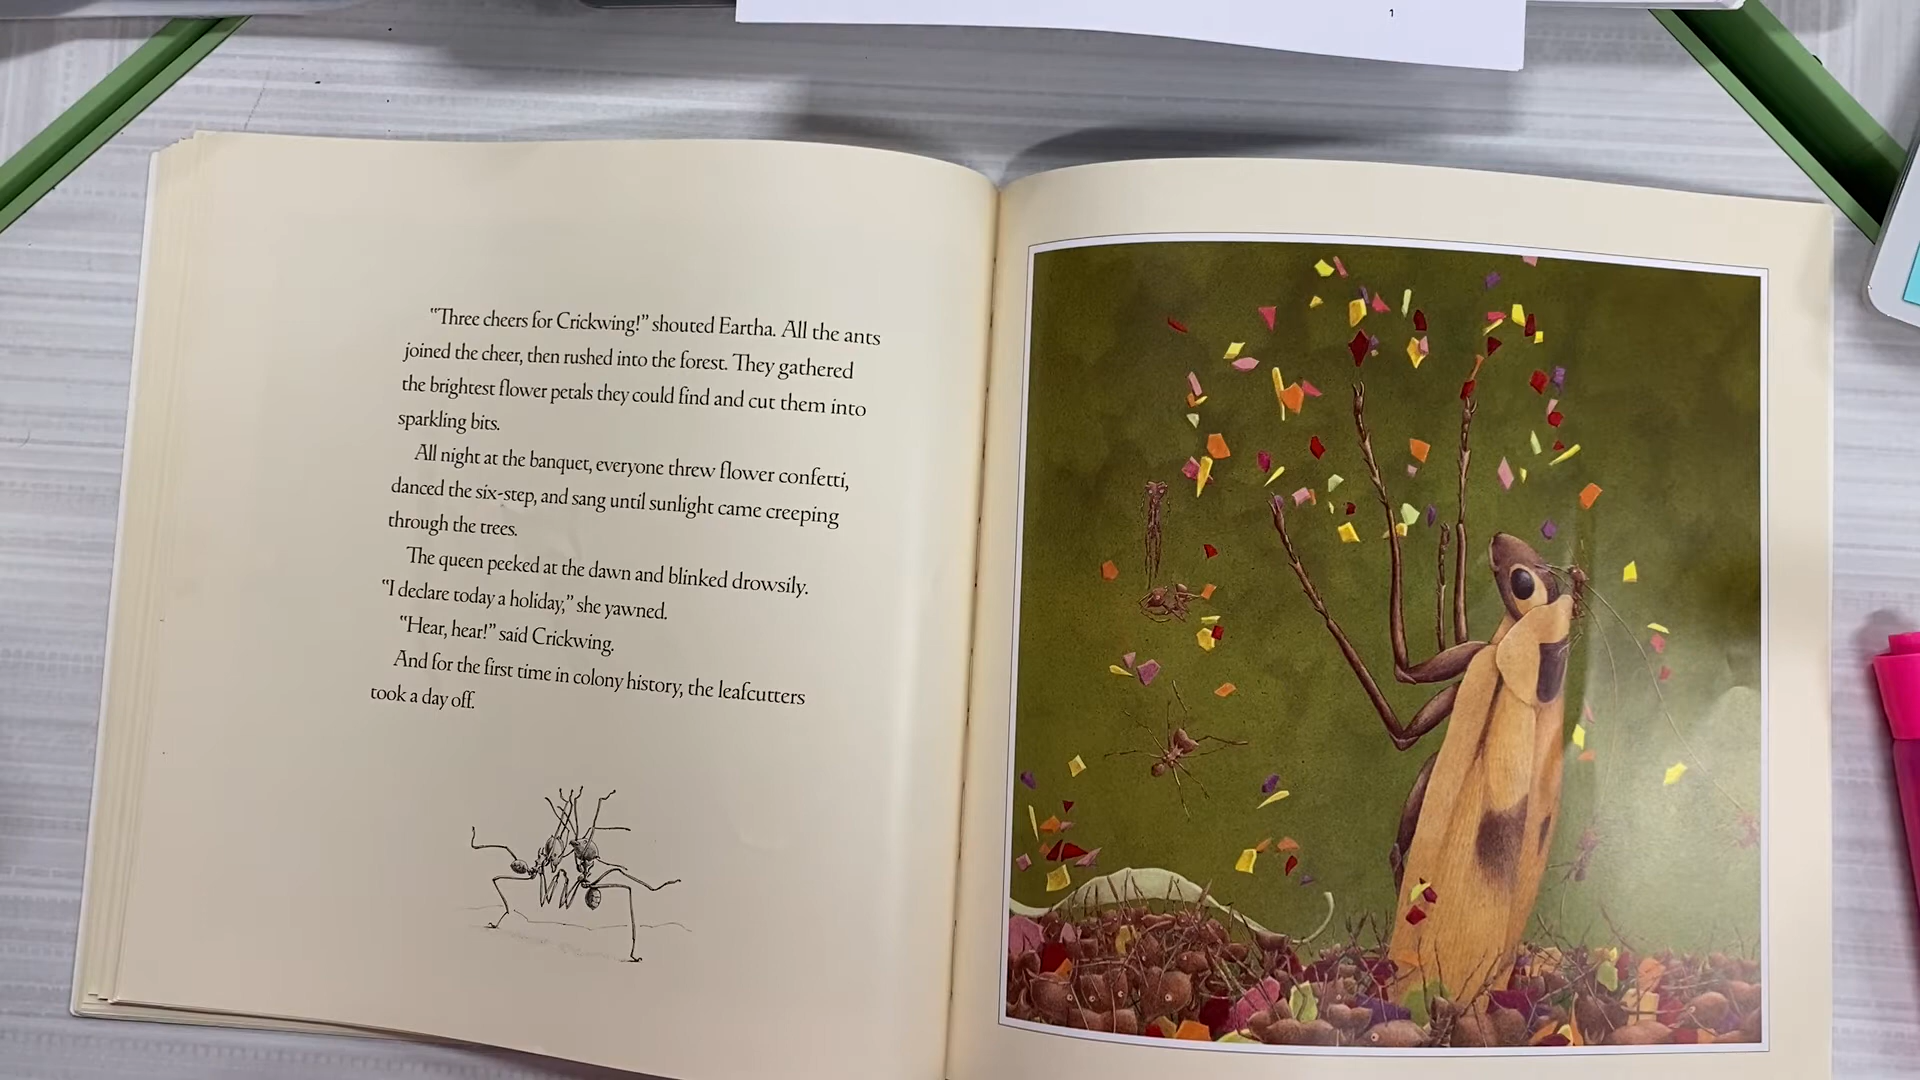 1
“Three cheers for Crickwing!” shouted Eartha. All the ants
joined the cheer, then rushed into the forest. They gathered
the brightest flower petals they could find and cut them into
sparkling bits.
All night at the banquet, everyone threw flower confetti,
danced the six-step, and sang until sunlight came creeping
through the trees.
The queen peeked at the dawn and blinked drowsily.
“I declare today a holiday,” she yawned.
“Hear, hear!” said Crickwing.
And for the first time in colony history, the leafcutters
took a day off.